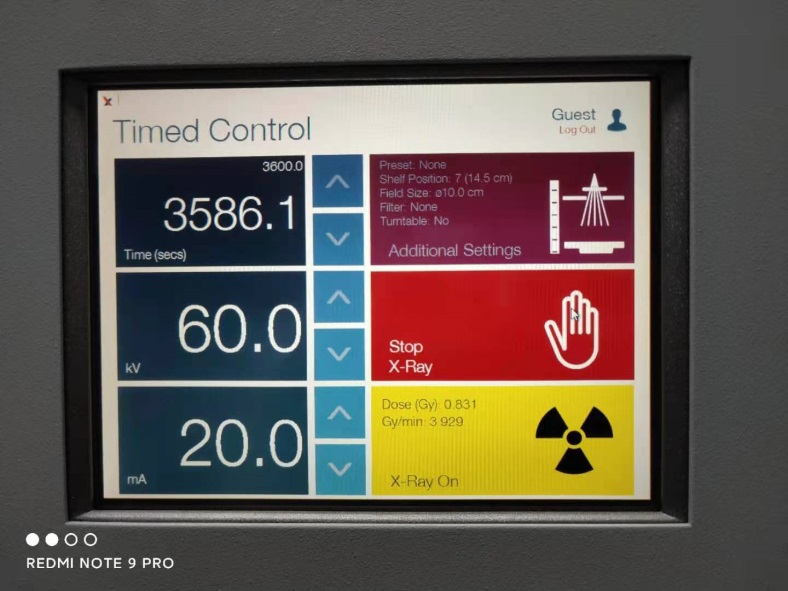 Timed Control
Guest
Log Out
3600.0
3586.1
Time (secs)
Preset: None
Shelf Position: 7 (14.5 cm)
Field Size: ø10.0 cm
Filter: None
Turntable: No
Additional Settings
60.0
kV
Stop
X-Ray
20.0
mA
Dose (Gy): 0.831
Gy/min: 3.929
X-Ray On
REDMI NOTE 9 PRO